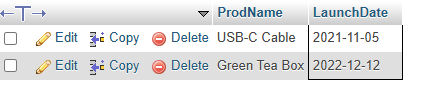 ProdName LaunchDate
Edit Copy Delete USB-C Cable 2021-11-05
Edit Copy Delete Green Tea Box 2022-12-12